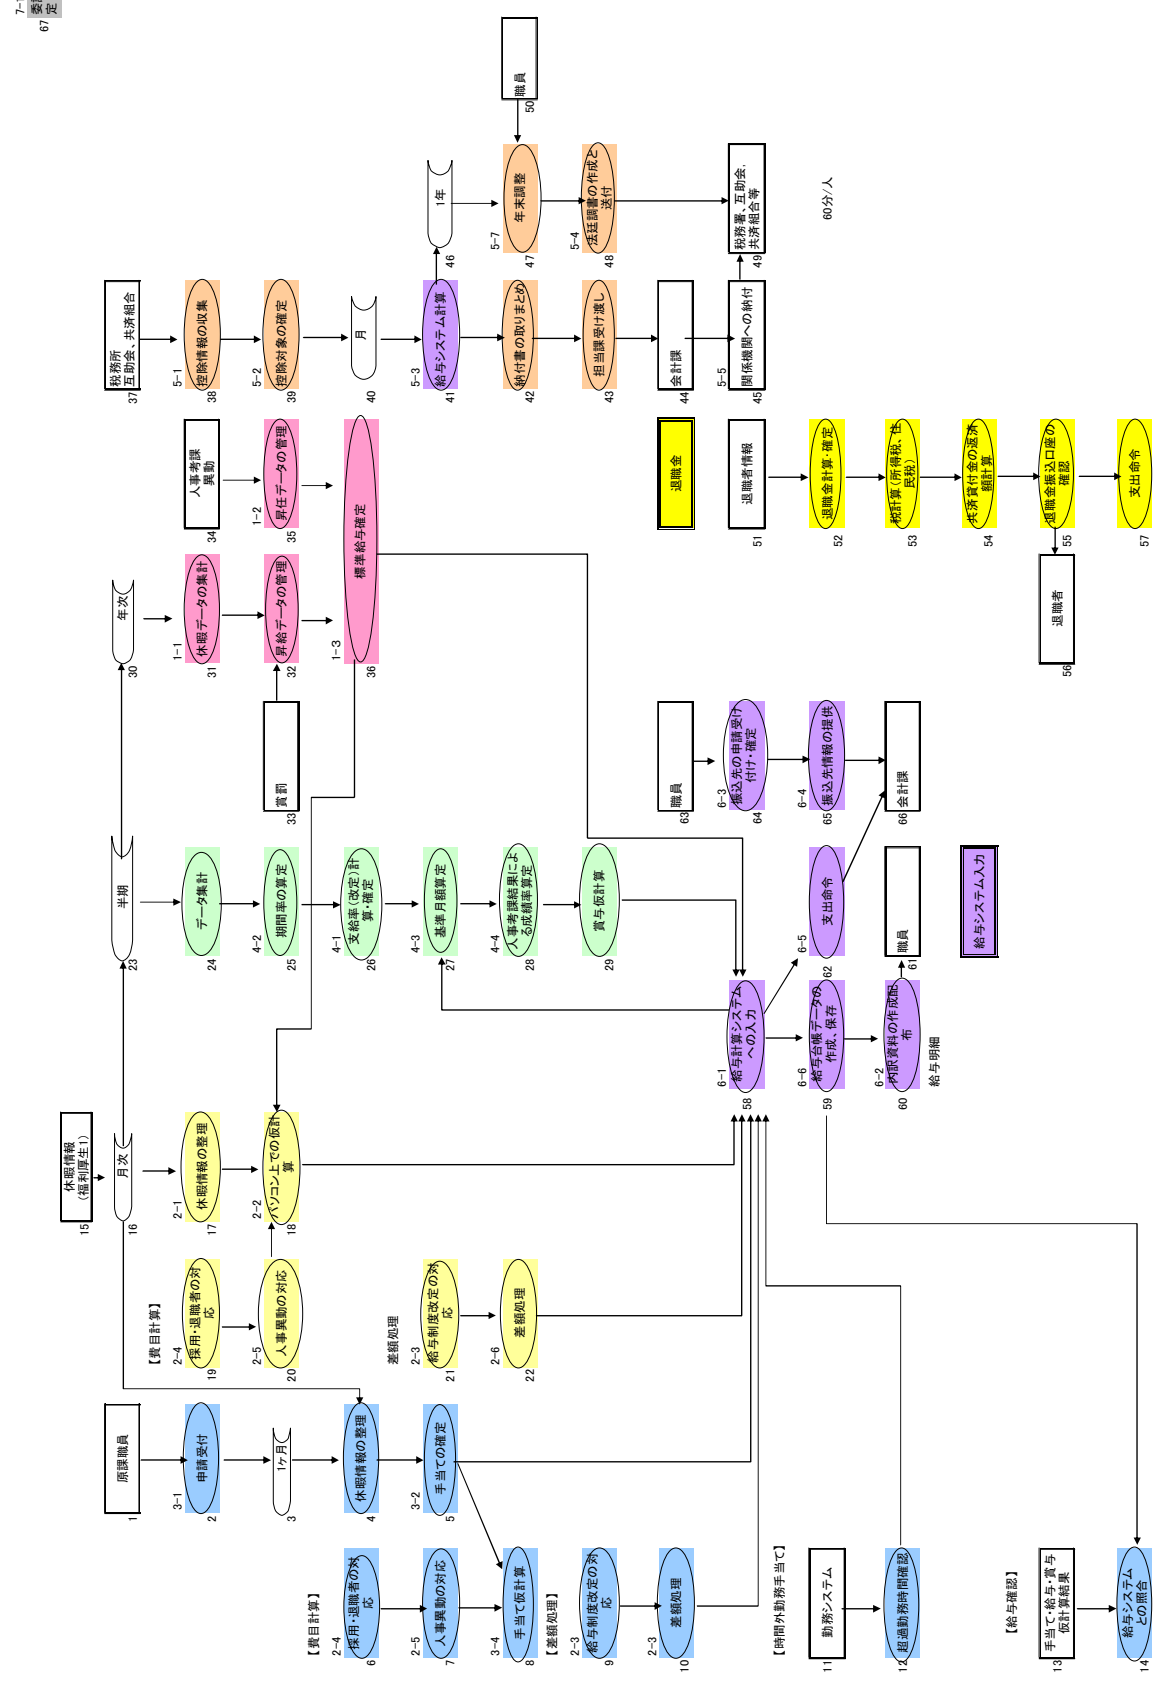 原課職員
1
3-1
申請受付
2
1ヶ月
3
休暇情報の整理
4
3-2
手当ての確定
5
【費目計算】
2-4
採用・退職者の対
応
6
2-5
人事異動の対応
7
3-4
手当て仮計算
8
【差額処理】
2-3
給与制度改定の対
応
9
2-3
差額処理
10
【時間外勤務手当て】
勤務システム
11
超過勤務時間確認
12
【給与確認】
手当て・給与・賞与
仮計算結果
13
給与システム
との照合
14
休暇情報
(福利厚生1)
15
月次
16
2-1
休暇情報の整理
17
2-2
パソコン上での仮計
算
18
【費目計算】
2-4
採用・退職者の対
応
19
2-5
人事異動の対応
20
差額処理
2-3
給与制度改定の対
応
21
2-6
差額処理
22
半期
23
データ集計
24
4-2
期間率の算定
25
4-1
支給率(改定)計
算・確定
26
4-3
基準月額算定
27
4-4
人事考課結果によ
る成績率算定
28
賞与仮計算
29
年次
30
1-1
休暇データの集計
31
昇給データの管理
32
賞罰
33
人事考課
異動
34
1-2
昇任データの管理
35
1-3
標準給与確定
36
税務所
互助会、共済組合
37
5-1
控除情報の収集
38
5-2
控除対象の確定
39
月
40
5-3
給与システム計算
41
納付書の取りまとめ
42
担当課受け渡し
43
会計課
44
5-5
関係機関への納付
45
1年
46
5-7
年末調整
47
5-4
法廷調書の作成と
送付
48
税務署、互助会、
共済組合等
49
職員
50
60分/人
退職金
退職者情報
51
退職金計算・確定
52
税計算(所得税、住
民税)
53
共済貸付金の返済
額計算
54
退職金振込口座の
確認
55
退職者
56
支出命令
57
6-1
給与計算システム
への入力
58
6-6
給与台帳データの
作成、保存
59
6-2
内訳資料の作成配
布
60
給与明細
職員
61
6-5
支出命令
62
職員
63
6-3
振込先の申請受け
付け・確定
64
6-4
振込先情報の提供
65
会計課
66
給与システム入力
67